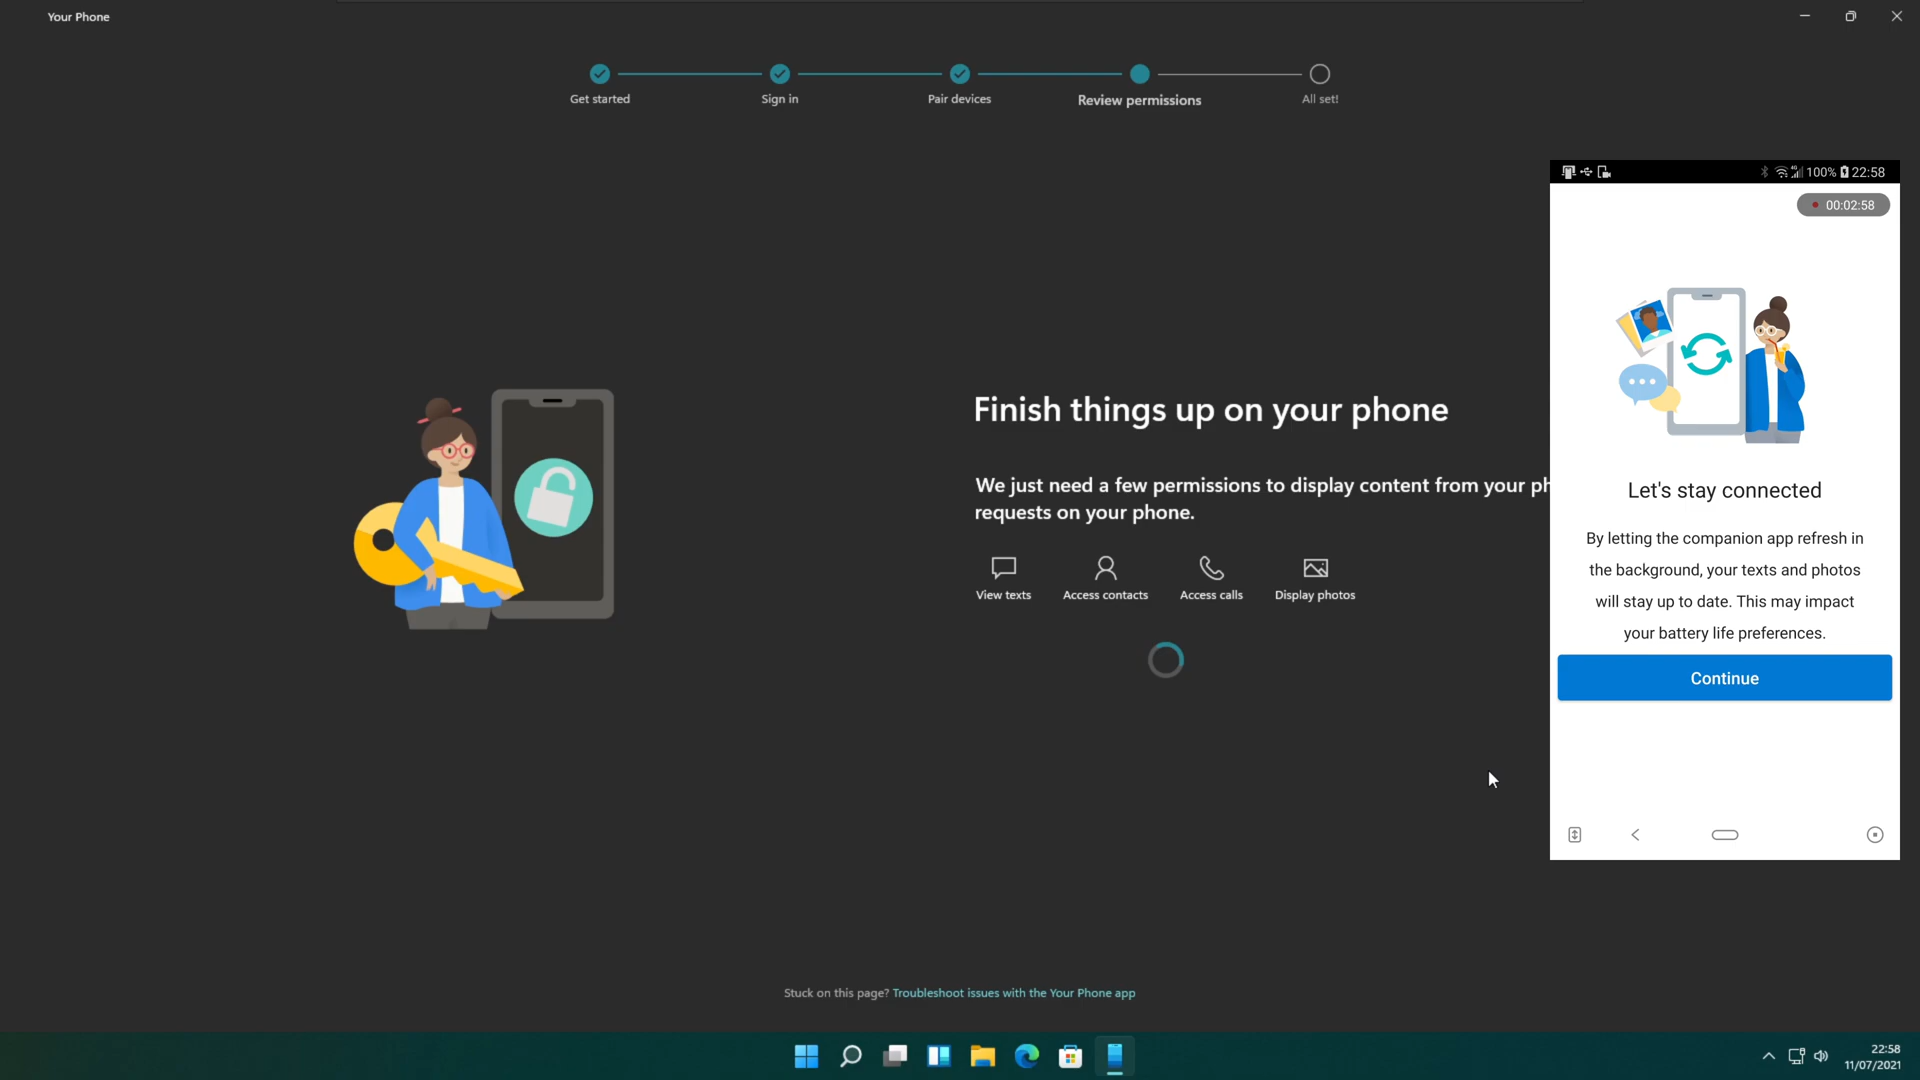 Your Phone
Get started
Sign in
Pair devices
Review permissions
All set!
Finish things up on your phone
We just need a few permissions to display content from your ph
requests on your phone.
View texts
Access contacts
Access calls
Display photos
Stuck on this page? Troubleshoot issues with the Your Phone app
100% 22:58
00:02:58
Let's stay connected
By letting the companion app refresh in
the background, your texts and photos
will stay up to date. This may impact
your battery life preferences.
Continue
22:58
11/07/2021